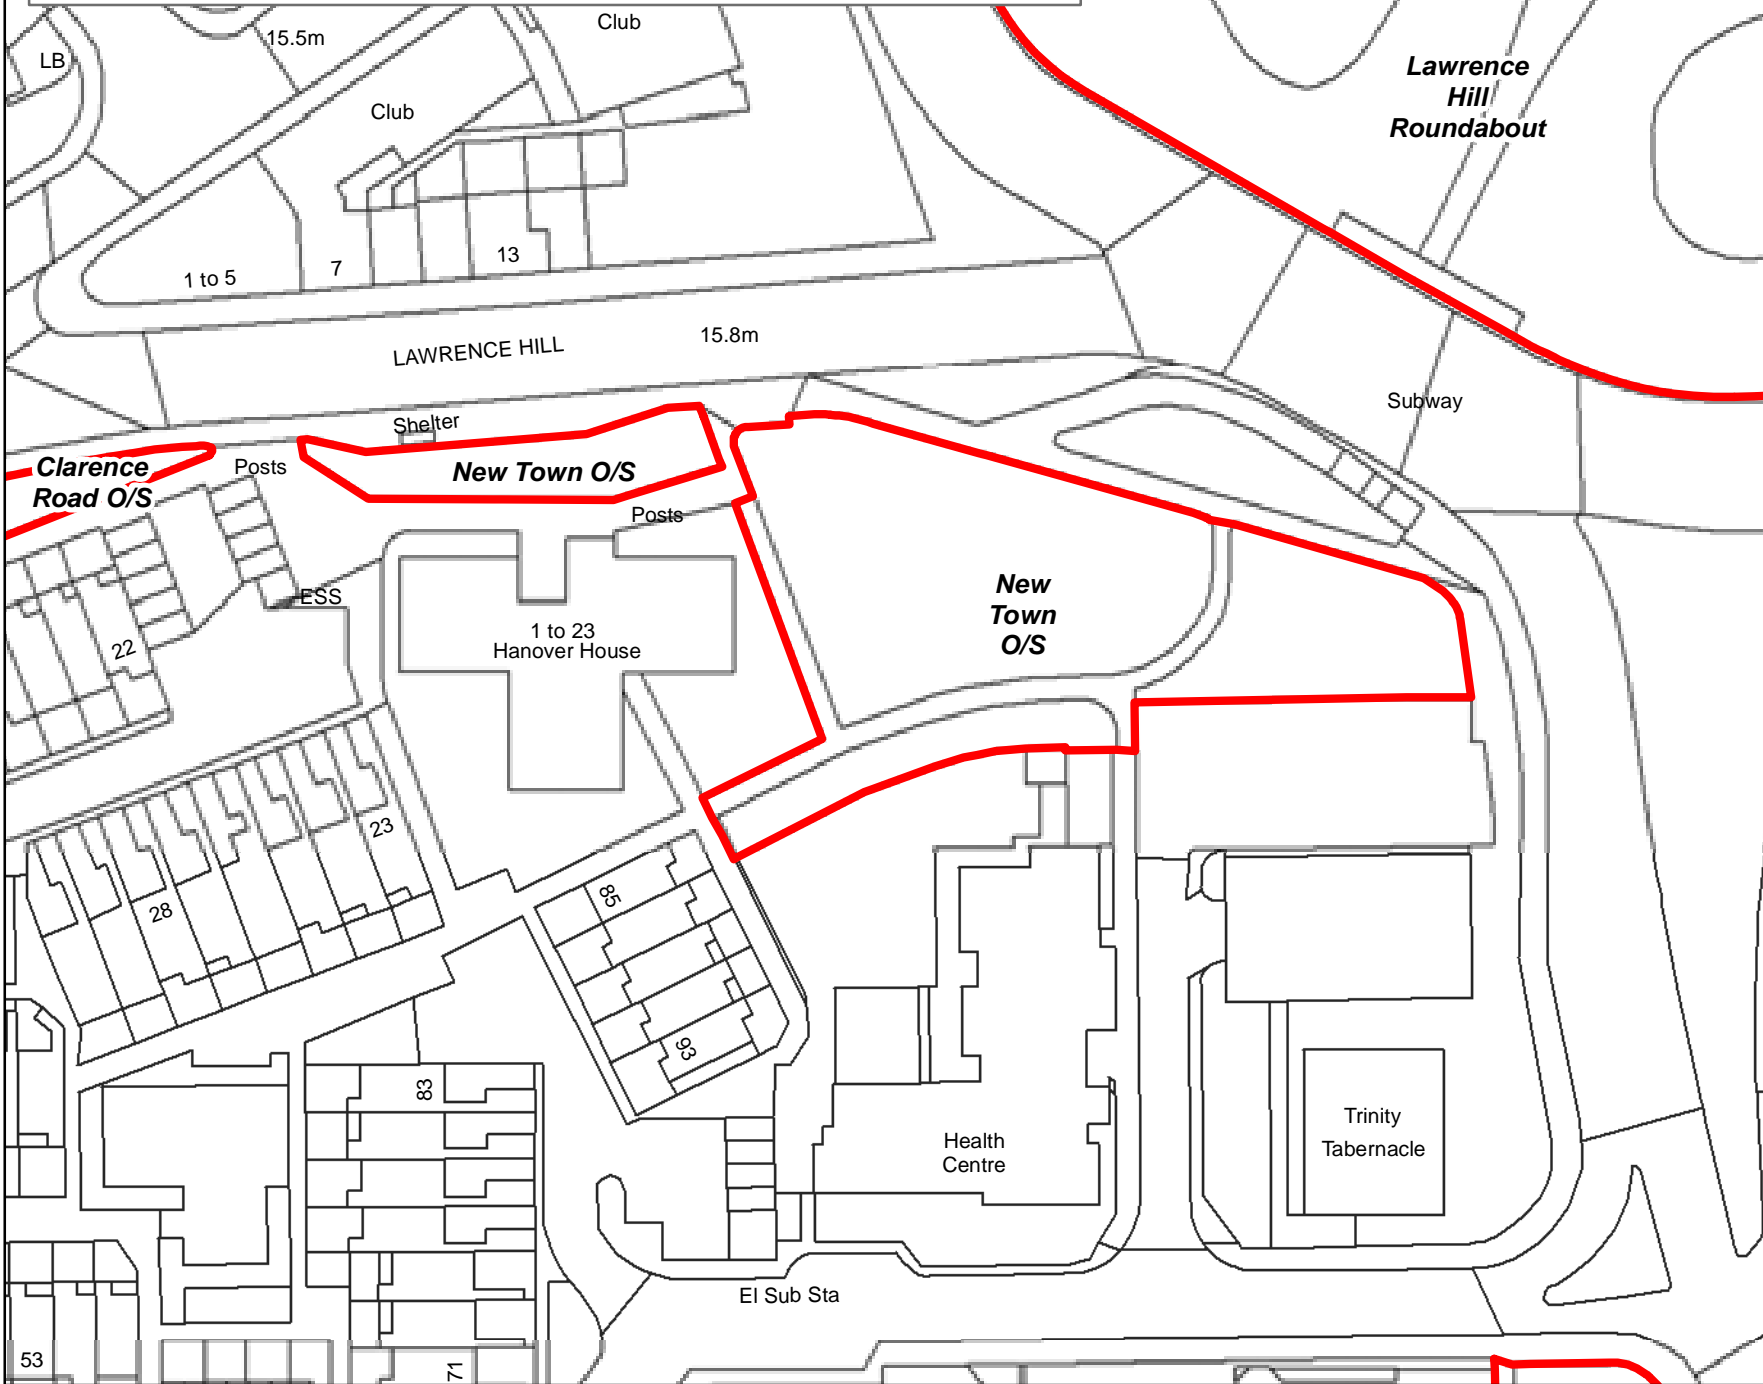 Club
15.5m
LB
Club
Lawrence
Hill
Roundabout
13
7
1 to 5
15.8m
LAWRENCE HILL
Subway
Shelter
Clarence
Road O/S
Posts
New Town O/S
Posts
ESS
New
Town
O/S
1 to 23
Hanover House
22
23
28
85
93
83
Trinity
Tabernacle
Health
Centre
El Sub Sta
53
71